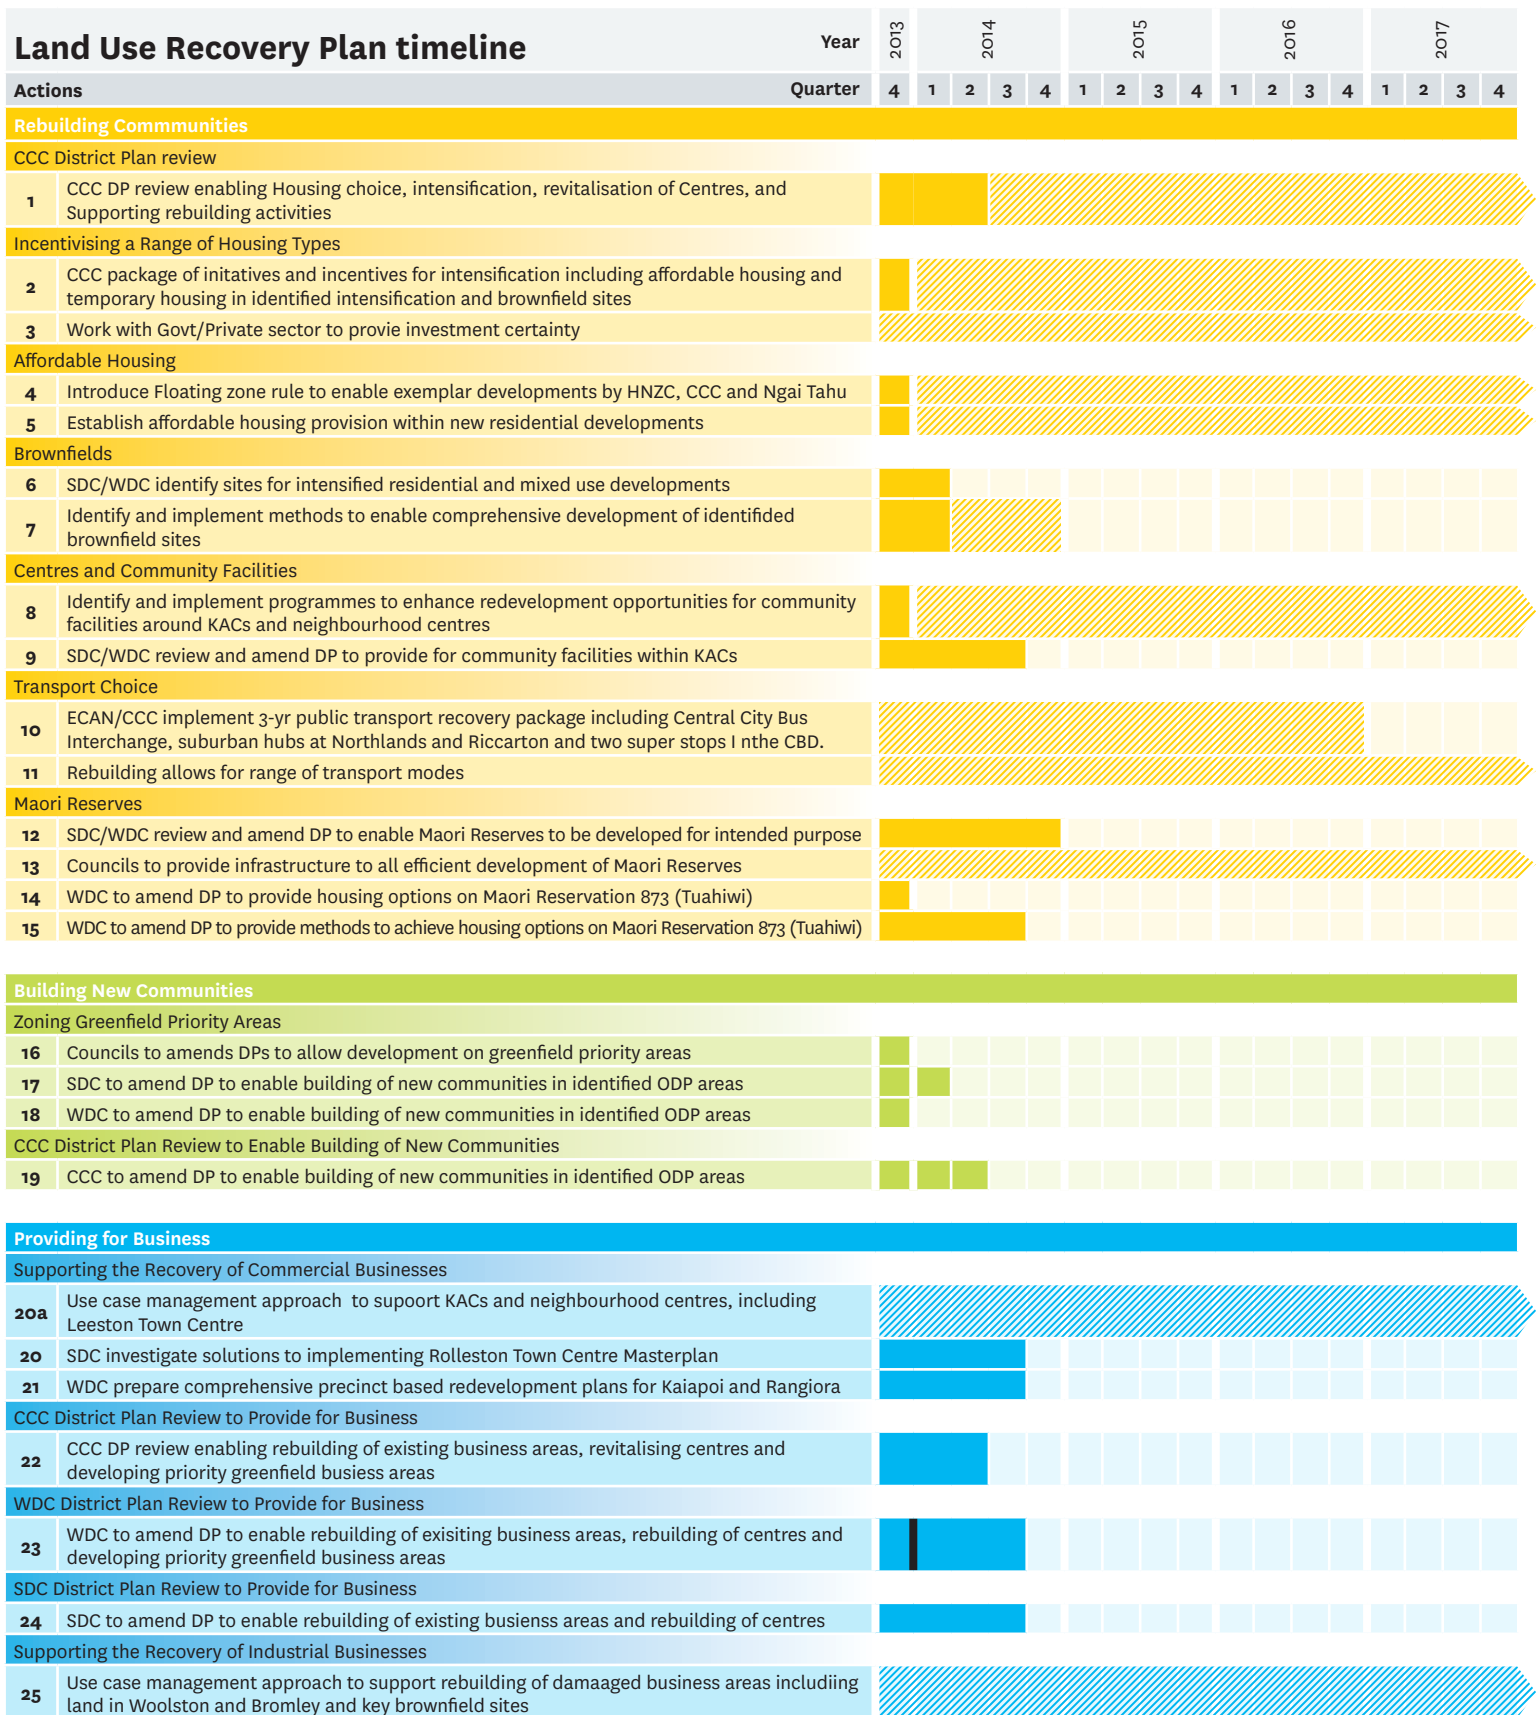 Land Use Recovery Plan timeline Year 2013 2014 2015 2016 2017
Actions Quarter 4 1 2 3 4 1 2 3 4 1 2 3 4 1 2 3 4
Rebuilding Commmunities
CCC District Plan review
1 CCC DP review enabling Housing choice, intensification, revitalisation of Centres, and
Supporting rebuilding activities
Incentivising a Range of Housing Types
2 CCC package of initatives and incentives for intensification including affordable housing and
temporary housing in identified intensification and brownfield sites
3 Work with Govt/Private sector to provie investment certainty
Affordable Housing
4 Introduce Floating zone rule to enable exemplar developments by HNZC, CCC and Ngai Tahu
5 Establish affordable housing provision within new residential developments
Brownfields
6 SDC/WDC identify sites for intensified residential and mixed use developments
7 Identify and implement methods to enable comprehensive development of identifided
brownfield sites
Centres and Community Facilities
8 Identify and implement programmes to enhance redevelopment opportunities for community
facilities around KACs and neighbourhood centres
9 SDC/WDC review and amend DP to provide for community facilities within KACs
Transport Choice
10 ECAN/CCC implement 3-yr public transport recovery package including Central City Bus
Interchange, suburban hubs at Northlands and Riccarton and two super stops I nthe CBD.
11 Rebuilding allows for range of transport modes
Maori Reserves
12 SDC/WDC review and amend DP to enable Maori Reserves to be developed for intended purpose
13 Councils to provide infrastructure to all efficient development of Maori Reserves
14 WDC to amend DP to provide housing options on Maori Reservation 873 (Tuahiwi)
15 WDC to amend DP to provide methods to achieve housing options on Maori Reservation 873 (Tuahiwi)
Building New Communities
Zoning Greenfield Priority Areas
16 Councils to amends DPs to allow development on greenfield priority areas
17 SDC to amend DP to enable building of new communities in identified ODP areas
18 WDC to amend DP to enable building of new communities in identified ODP areas
CCC District Plan Review to Enable Building of New Communities
19 CCC to amend DP to enable building of new communities in identified ODP areas
Providing for Business
Supporting the Recovery of Commercial Businesses
20a Use case management approach to supoort KACs and neighbourhood centres, including
Leeston Town Centre
20 SDC investigate solutions to implementing Rolleston Town Centre Masterplan
21 WDC prepare comprehensive precinct based redevelopment plans for Kaiapoi and Rangiora
CCC District Plan Review to Provide for Business
22 CCC DP review enabling rebuilding of existing business areas, revitalising centres and
developing priority greenfield busiess areas
WDC District Plan Review to Provide for Business
23 WDC to amend DP to enable rebuilding of exisiting business areas, rebuilding of centres and
developing priority greenfield business areas
SDC District Plan Review to Provide for Business
24 SDC to amend DP to enable rebuilding of existing busienss areas and rebuilding of centres
Supporting the Recovery of Industrial Businesses
25 Use case management approach to support rebuilding of damaaged business areas includiing
land in Woolston and Bromley and key brownfield sites